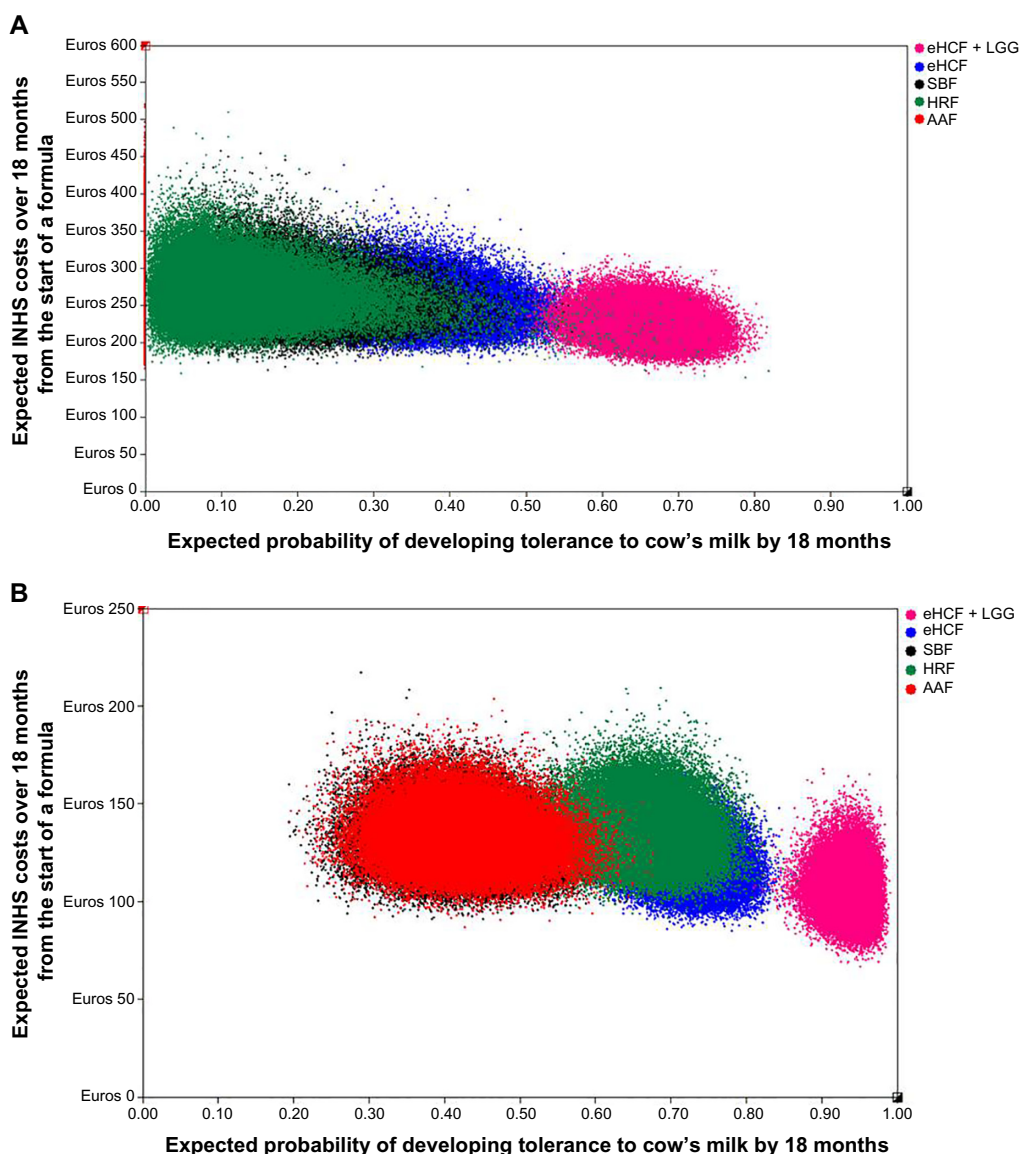 A
Euros 600
Euros 550
Euros 500
Euros 450
Euros 400
Euros 350
Euros 300
Euros 250
Euros 200
Euros 150
Euros 100
Euros 50
Euros 0
Expected INHS costs over 18 months
from the start of a formula
0.00 0.10 0.20 0.30 0.40 0.50 0.60 0.70 0.80 0.90 1.00
Expected probability of developing tolerance to cow's milk by 18 months
eHCF + LGG
eHCF
SBF
HRF
AAF
B
Euros 250
Euros 200
Euros 150
Euros 100
Euros 50
Euros 0
Expected INHS costs over 18 months
from the start of a formula
0.00 0.10 0.20 0.30 0.40 0.50 0.60 0.70 0.80 0.90 1.00
Expected probability of developing tolerance to cow's milk by 18 months
eHCF + LGG
eHCF
SBF
HRF
AAF